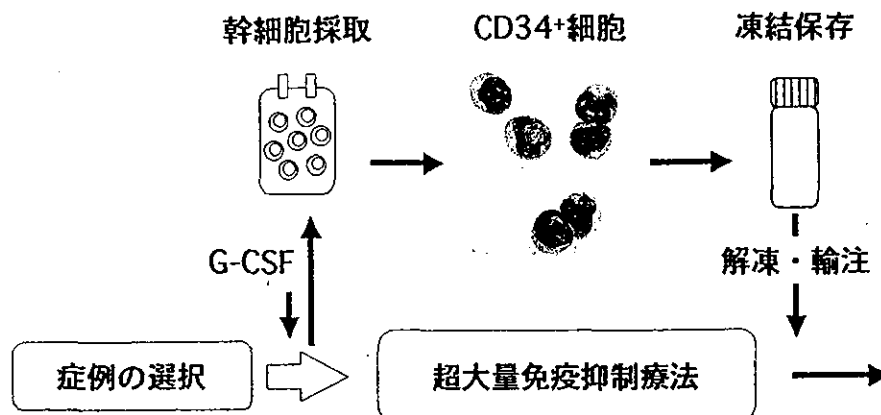 幹細胞採取
CD34+細胞
凍結保存
G-CSF
解凍・輸注
症例の選択
超大量免疫抑制療法